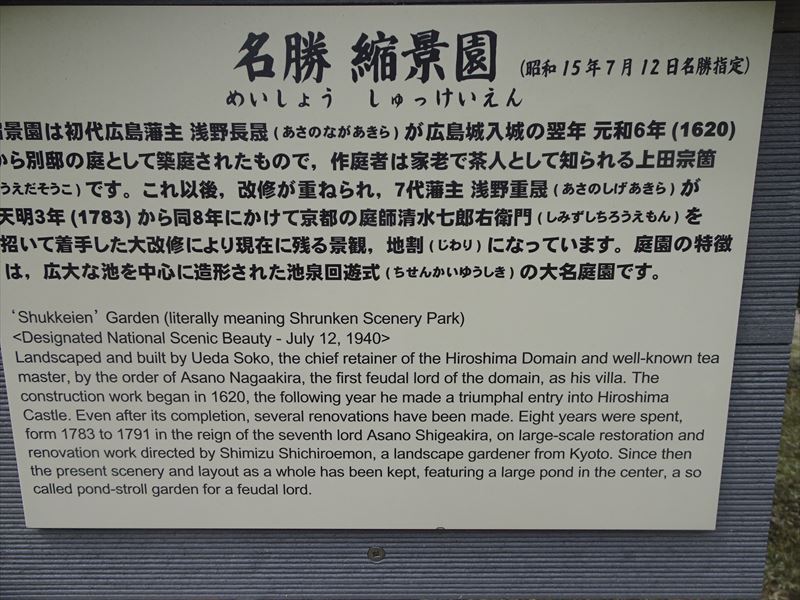 名勝 縮景園 (昭和15年7月12日名勝指定)
めいしょう しゅっけいえん
景園は初代広島藩主 浅野長晟(あさのながあきら)が広島城入城の翌年 元和6年(1620)
から別邸の庭として築庭されたもので，作庭者は家老で茶人として知られる上田宗箇
うえだそうこ)です。これ以後，改修が重ねられ，7代藩主 浅野重晟(あさのしげあきら)が
天明3年(1783)から同8年にかけて京都の庭師清水七郎右衛門(しみずしちろうえもん)を
招いて着手した大改修により現在に残る景観，地割(じわり)になっています。庭園の特徴
は，広大な池を中心に造形された池泉回遊式(ちせんかいゆうしき)の大名庭園です。
‘Shukkeien’ Garden (literally meaning Shrunken Scenery Park)
<Designated National Scenic Beauty - July 12, 1940>
Landscaped and built by Ueda Soko, the chief retainer of the Hiroshima Domain and well-known tea
master, by the order of Asano Nagaakira, the first feudal lord of the domain, as his villa. The
construction work began in 1620, the following year he made a triumphal entry into Hiroshima
Castle. Even after its completion, several renovations have been made. Eight years were spent,
form 1783 to 1791 in the reign of the seventh lord Asano Shigeakira, on large-scale restoration and
renovation work directed by Shimizu Shichiroemon, a landscape gardener from Kyoto. Since then
the present scenery and layout as a whole has been kept, featuring a large pond in the center, a so
called pond-stroll garden for a feudal lord.